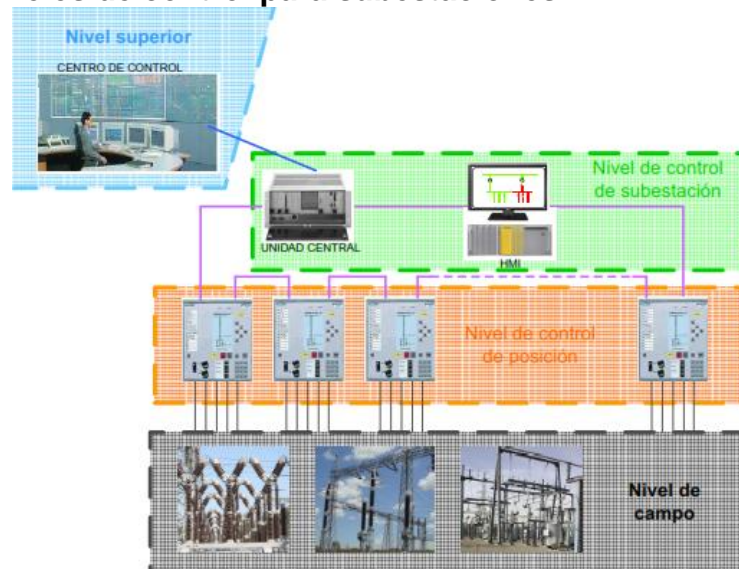 Nivel superior
CENTRO DE CONTROL
Nivel de control
de subestación
UNIDAD CENTRAL
HMI
Nivel de control
de posición
Nivel de
campo